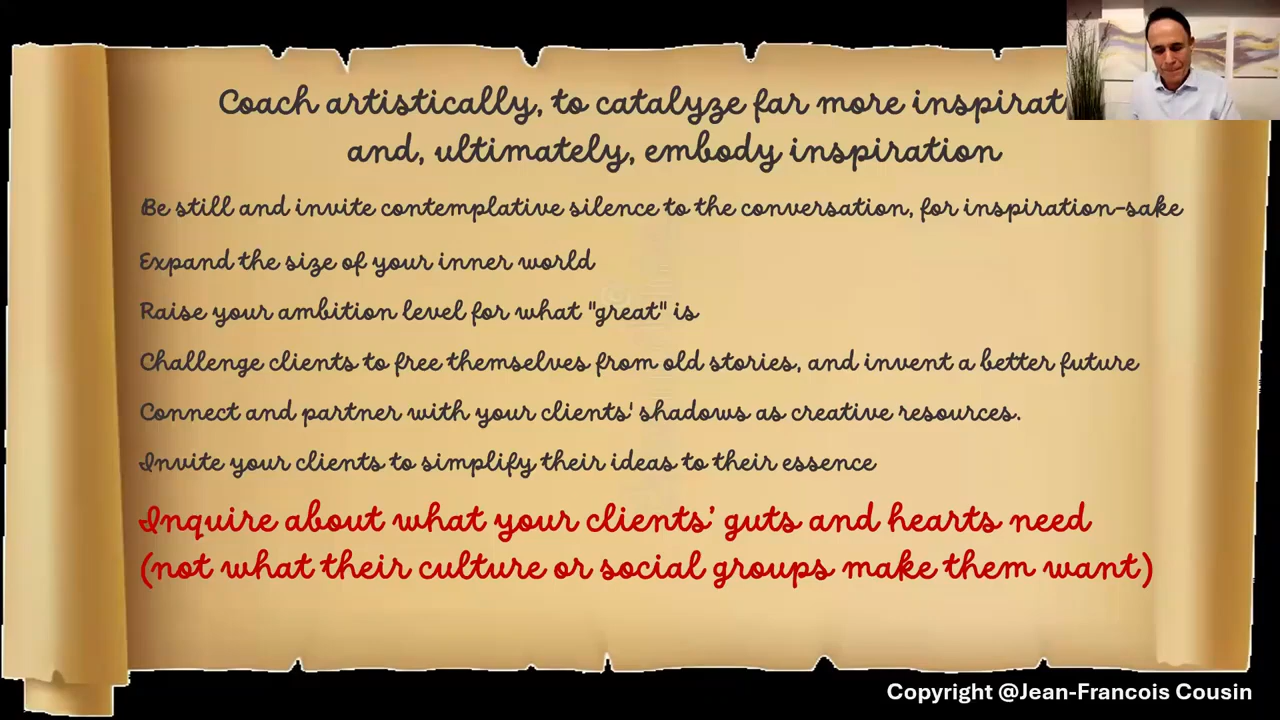 Coach artistically, to catalyze far more inspirat
and, ultimately, embody inspiration
Be still and invite contemplative silence to the conversation, for inspiration-sake
Expand the size of your inner world
Raise your ambition level for what "great" is
Challenge clients to free themselves from old stories, and invent a better future
Connect and partner with your clients' shadows as creative resources.
Invite your clients to simplify their ideas to their essence
Inquire about what your clients' guts and hearts need
(not what their culture or social groups make them want)
Copyright @Jean-Francois Cousin